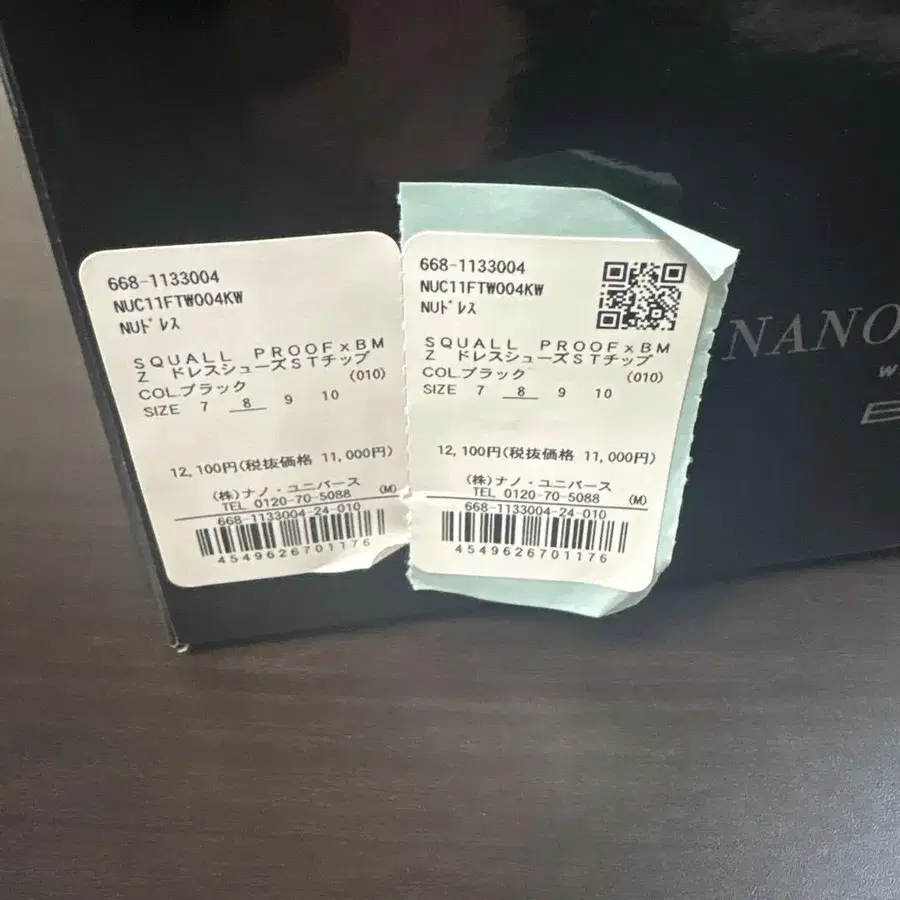 668-1133004
NUC11FTW004KW
NUドレス
SQUALL PROOF×BM
Z ドレスシューズSTチップ
COL.ブラック (010)
SIZE 7 8 9 10
12,100円(税抜価格 11,000円)
(株)ナノ・ユニバース
TEL 0120-70-5088 (M)
668-1133004-24-010
4549626701176
668-1133004
NUC11FTW004KW
NUドレス
SQUALL PROOF×BM
Z ドレスシューズSTチップ
COL.ブラック (010)
SIZE 7 8 9 10
12,100円(税抜価格 11,000円)
(株)ナノ・ユニバース
TEL 0120-70-5088 (M)
668-1133004-24-010
4549626701176
NANO